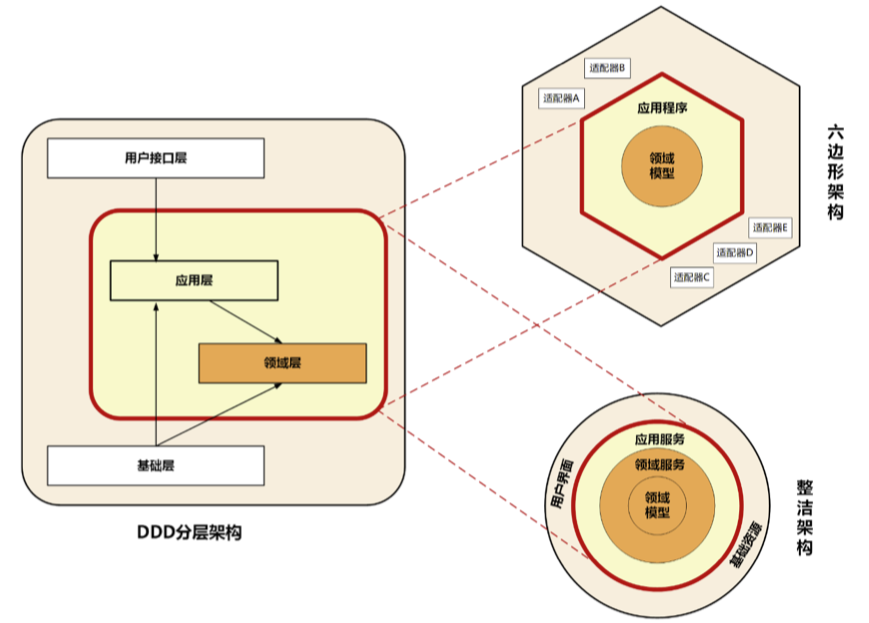 用户接口层
应用层
领域层
基础层
DDD分层架构
适配器B
适配器A
应用程序
领域
模型
适配器E
适配器D
适配器C
六边形架构
应用服务
领域服务
领域
模型
用户界面
基础资源
整洁架构